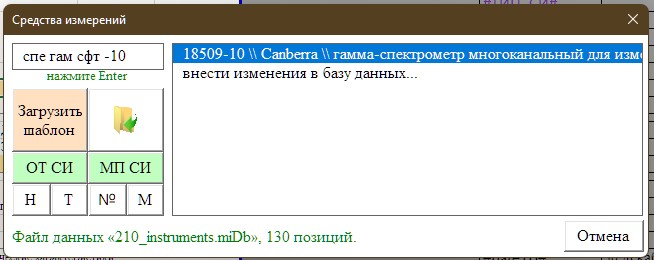 Средства измерений
спе гам сфт -10
нажмите Enter
Загрузить
шаблон
ОТ СИ
МП СИ
Н
Т
№
М
18509-10 \\ Canberra \\ гамма-спектрометр многоканальный для изме
внести изменения в базу данных...
Файл данных «210_instruments.miDb», 130 позиций.
Отмена